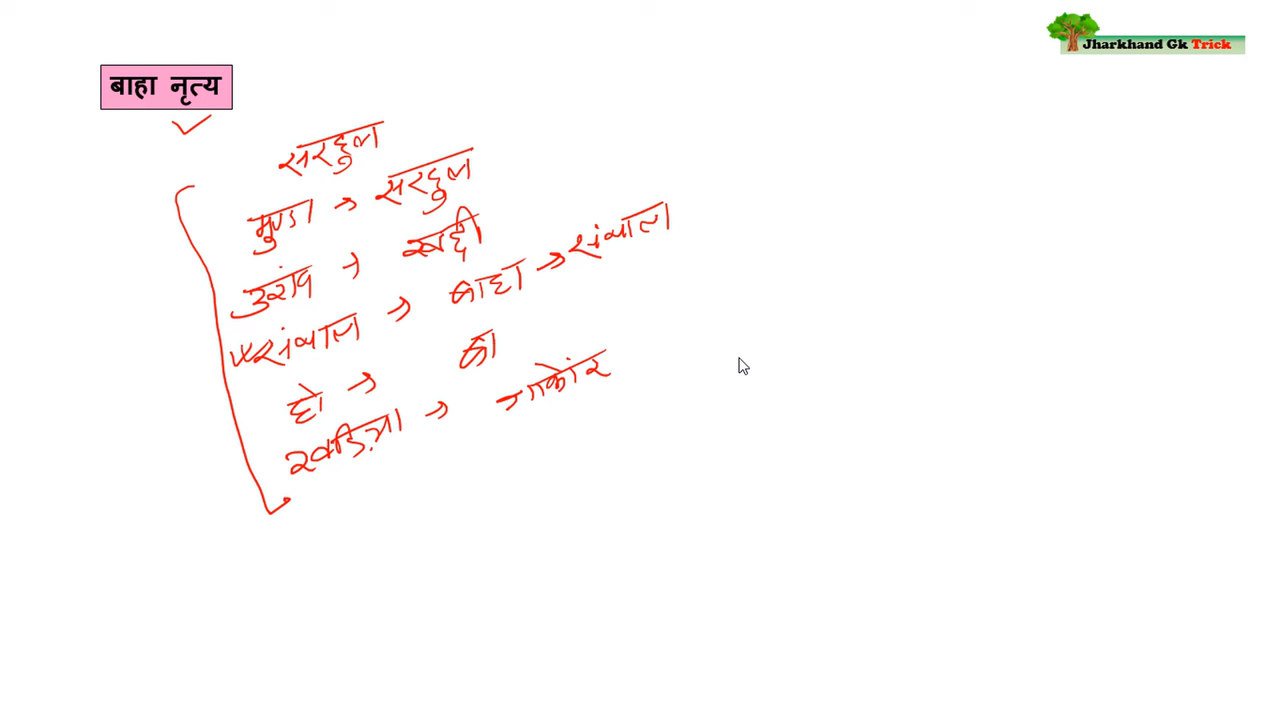 Jharkhand Gk Trick
बाहा नृत्य
सरहुल
मुण्डा → सरहुल
उरांव → खद्दी
संथाल → बाहा → संथाल
हो → बा
खड़िया → जाकोर